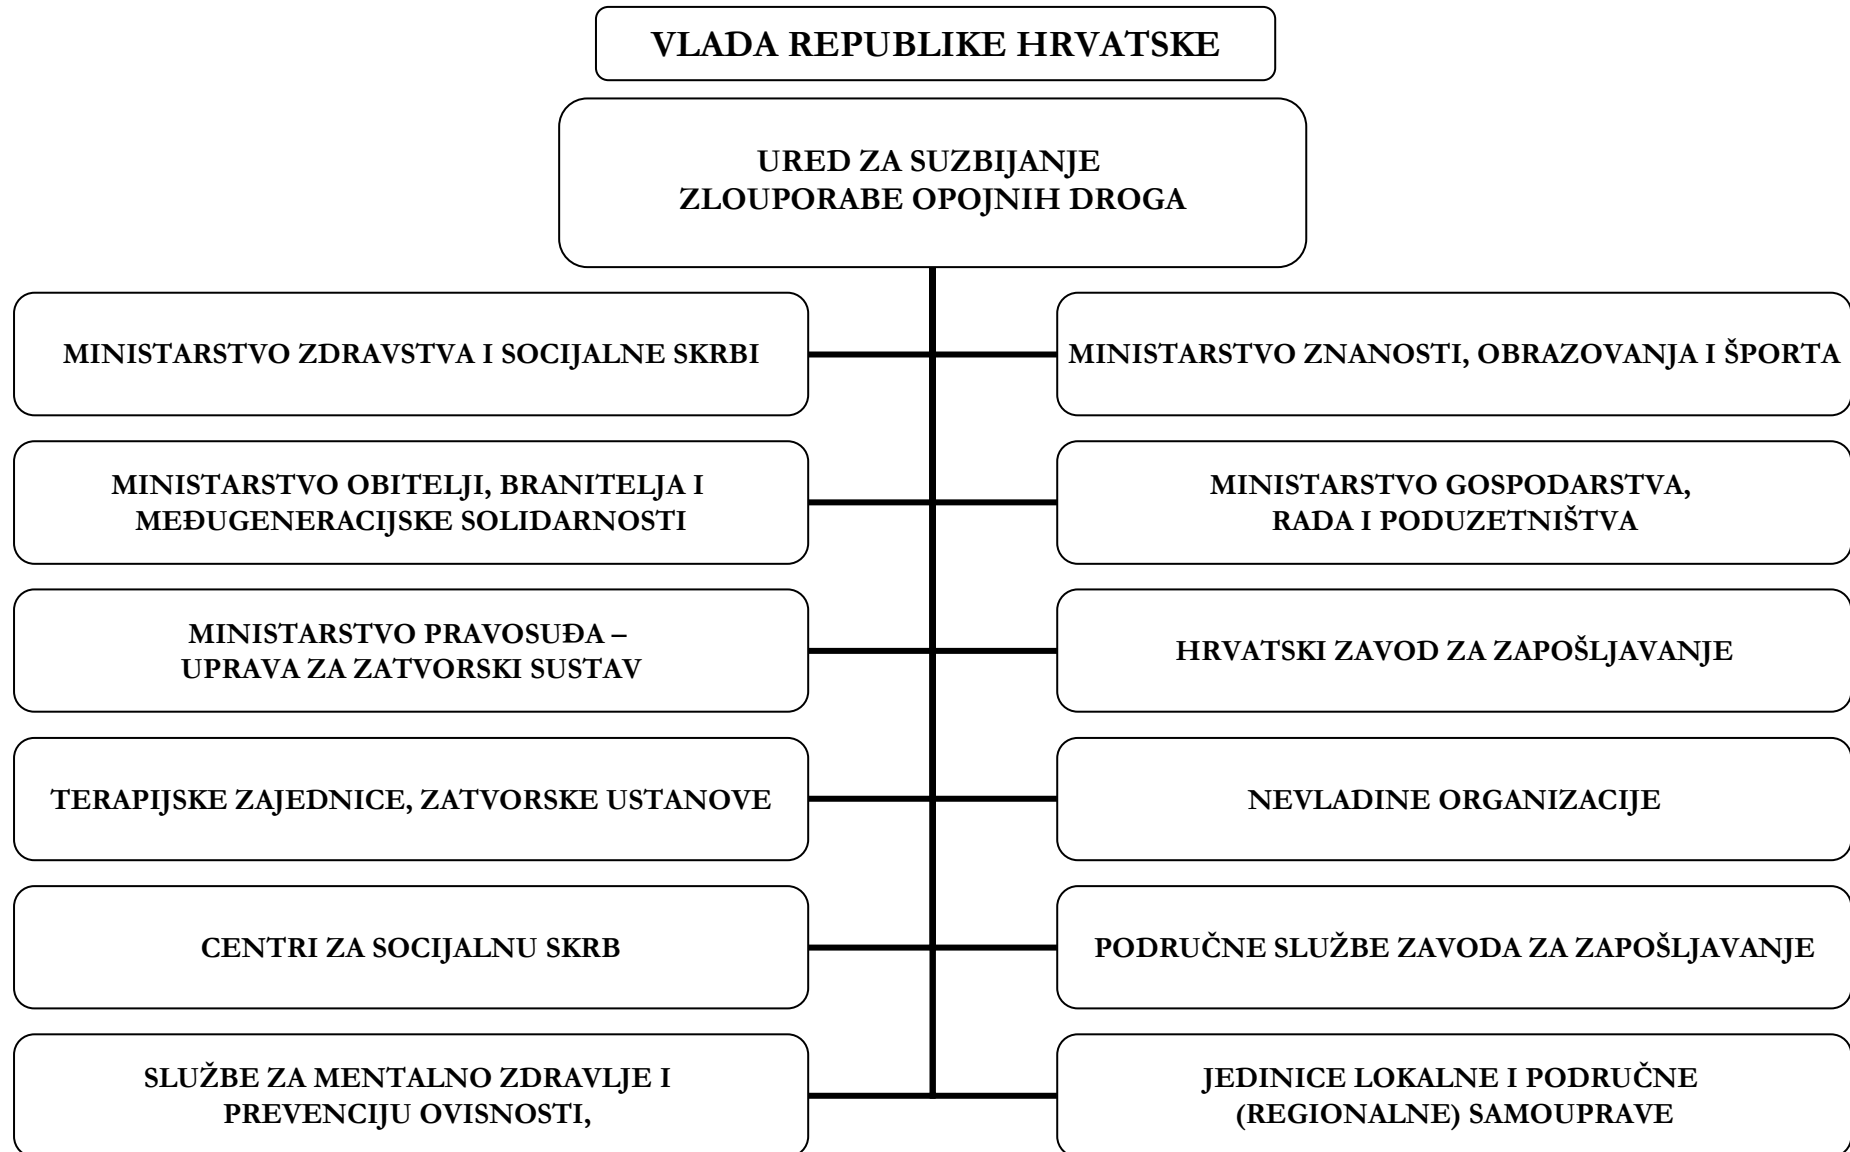 VLADA REPUBLIKE HRVATSKE
URED ZA SUZBIJANJE
ZLOUPORABE OPOJNIH DROGA
MINISTARSTVO ZDRAVSTVA I SOCIJALNE SKRBI
MINISTARSTVO ZNANOSTI, OBRAZOVANJA I ŠPORTA
MINISTARSTVO OBITELJI, BRANITELJA I
MEĐUGENERACIJSKE SOLIDARNOSTI
MINISTARSTVO GOSPODARSTVA,
RADA I PODUZETNIŠTVA
MINISTARSTVO PRAVOSUĐA –
UPRAVA ZA ZATVORSKI SUSTAV
HRVATSKI ZAVOD ZA ZAPOŠLJAVANJE
TERAPIJSKE ZAJEDNICE, ZATVORSKE USTANOVE
NEVLADINE ORGANIZACIJE
CENTRI ZA SOCIJALNU SKRB
PODRUČNE SLUŽBE ZAVODA ZA ZAPOŠLJAVANJE
SLUŽBE ZA MENTALNO ZDRAVLJE I
PREVENCIJU OVISNOSTI,
JEDINICE LOKALNE I PODRUČNE
(REGIONALNE) SAMOUPRAVE